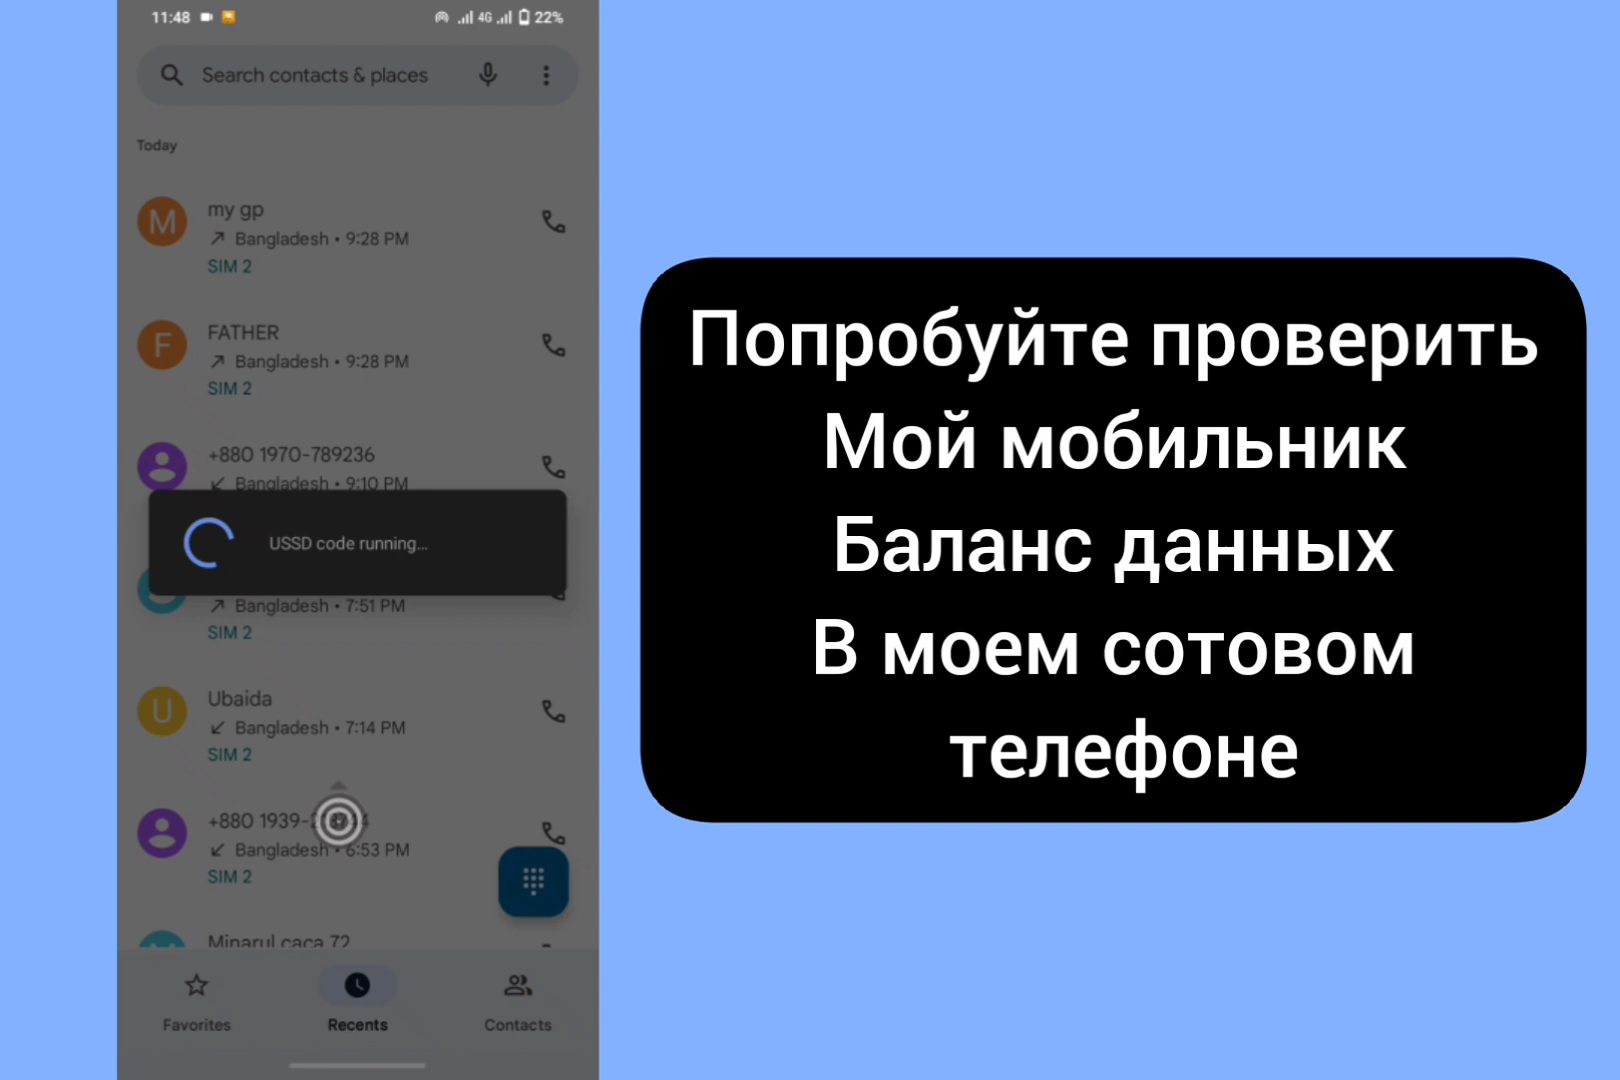 11:48
4G 22%
Search contacts & places
Today
M
my gp
Bangladesh • 9:28 PM
SIM 2
F
FATHER
Bangladesh • 9:28 PM
SIM 2
+880 1970-789236
Bangladesh • 9:10 PM
USSD code running...
Bangladesh • 7:51 PM
SIM 2
U
Ubaida
Bangladesh • 7:14 PM
SIM 2
+880 1939-
Bangladesh • 6:53 PM
SIM 2
Minarul caca 72
Favorites
Recents
Contacts
Попробуйте проверить
Мой мобильник
Баланс данных
В моем сотовом
телефоне